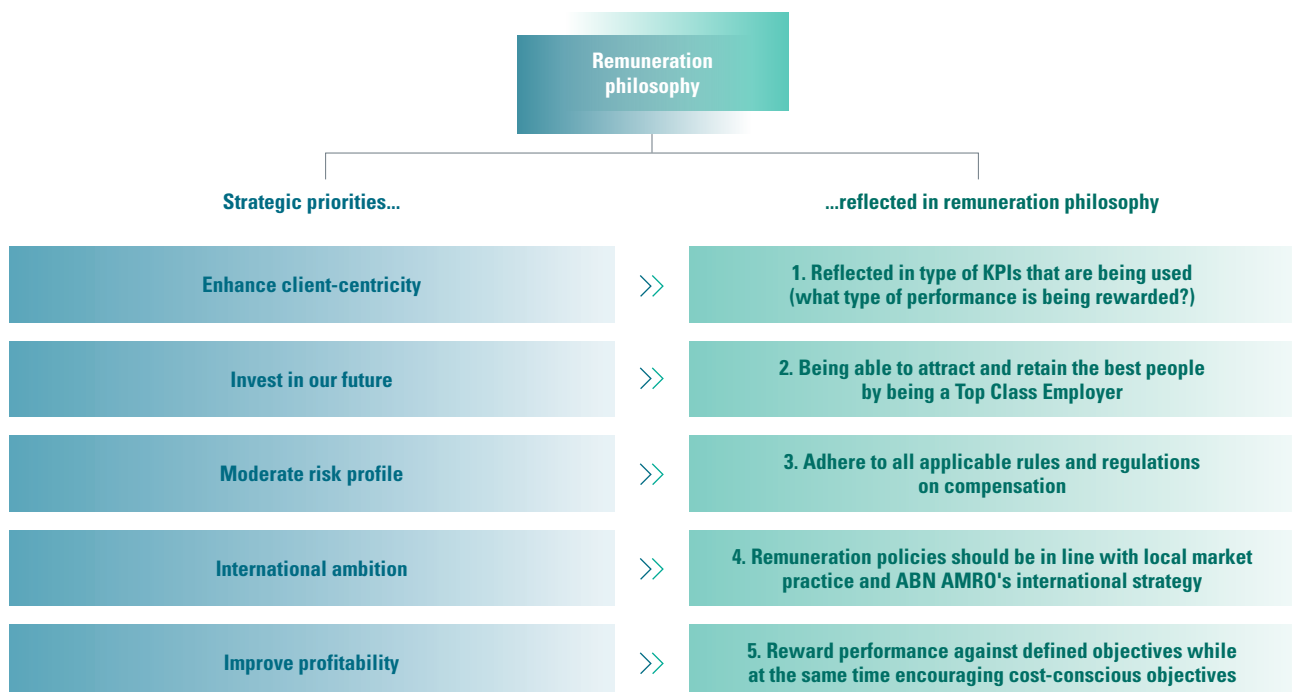 Remuneration
philosophy
Strategic priorities...
...reflected in remuneration philosophy
Enhance client-centricity
1. Reflected in type of KPIs that are being used
(what type of performance is being rewarded?)
Invest in our future
2. Being able to attract and retain the best people
by being a Top Class Employer
Moderate risk profile
3. Adhere to all applicable rules and regulations
on compensation
International ambition
4. Remuneration policies should be in line with local market
practice and ABN AMRO's international strategy
Improve profitability
5. Reward performance against defined objectives while
at the same time encouraging cost-conscious objectives